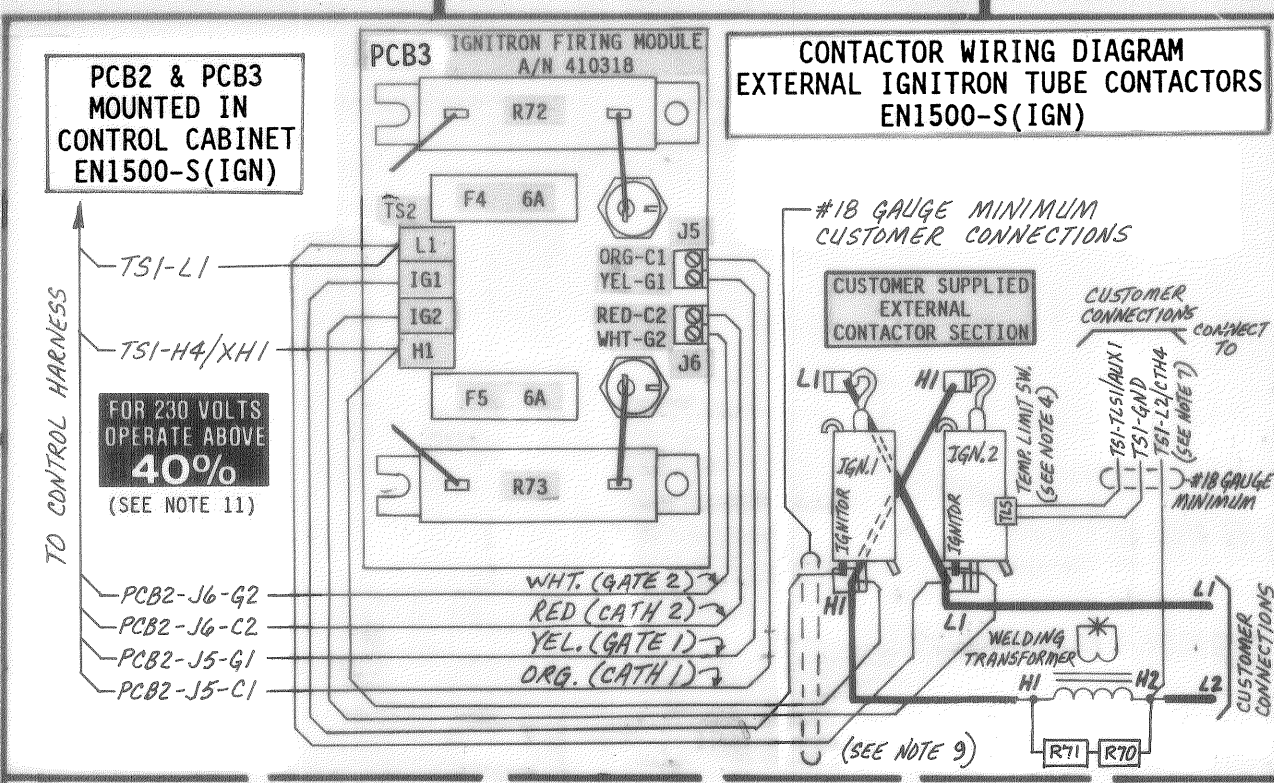 PCB2 & PCB3
MOUNTED IN
CONTROL CABINET
EN1500-S(IGN)
PCB3
IGNITRON FIRING MODULE
A/N 410318
CONTACTOR WIRING DIAGRAM
EXTERNAL IGNITRON TUBE CONTACTORS
EN1500-S(IGN)
R72
F4 6A
TS2
L1
IG1
IG2
H1
J5
ORG-C1
YEL-G1
RED-C2
WHT-G2
J6
F5 6A
R73
TS1-L1
TS1-H4/XH1
TO CONTROL HARNESS
FOR 230 VOLTS
OPERATE ABOVE
40%
(SEE NOTE 11)
PCB2-J6-G2
PCB2-J6-C2
PCB2-J5-G1
PCB2-J5-C1
WHT. (GATE 2)
RED (CATH 2)
YEL. (GATE 1)
ORG. (CATH 1)
#18 GAUGE MINIMUM
CUSTOMER CONNECTIONS
CUSTOMER SUPPLIED
EXTERNAL
CONTACTOR SECTION
CUSTOMER
CONNECTIONS
CONNECT
TO
L1
H1
IGN.1
IGNITOR
IGN.2
IGNITOR
TEMP. LIMIT SW.
(SEE NOTE 4)
TLS
TS1-TLS1/AUX1
TS1-GND
TS1-L2/CTH4
(SEE NOTE 7)
#18 GAUGE
MINIMUM
H1
L1
WELDING
TRANSFORMER
H1
H2
L1
L2
CUSTOMER
CONNECTIONS
R71
R70
(SEE NOTE 9)